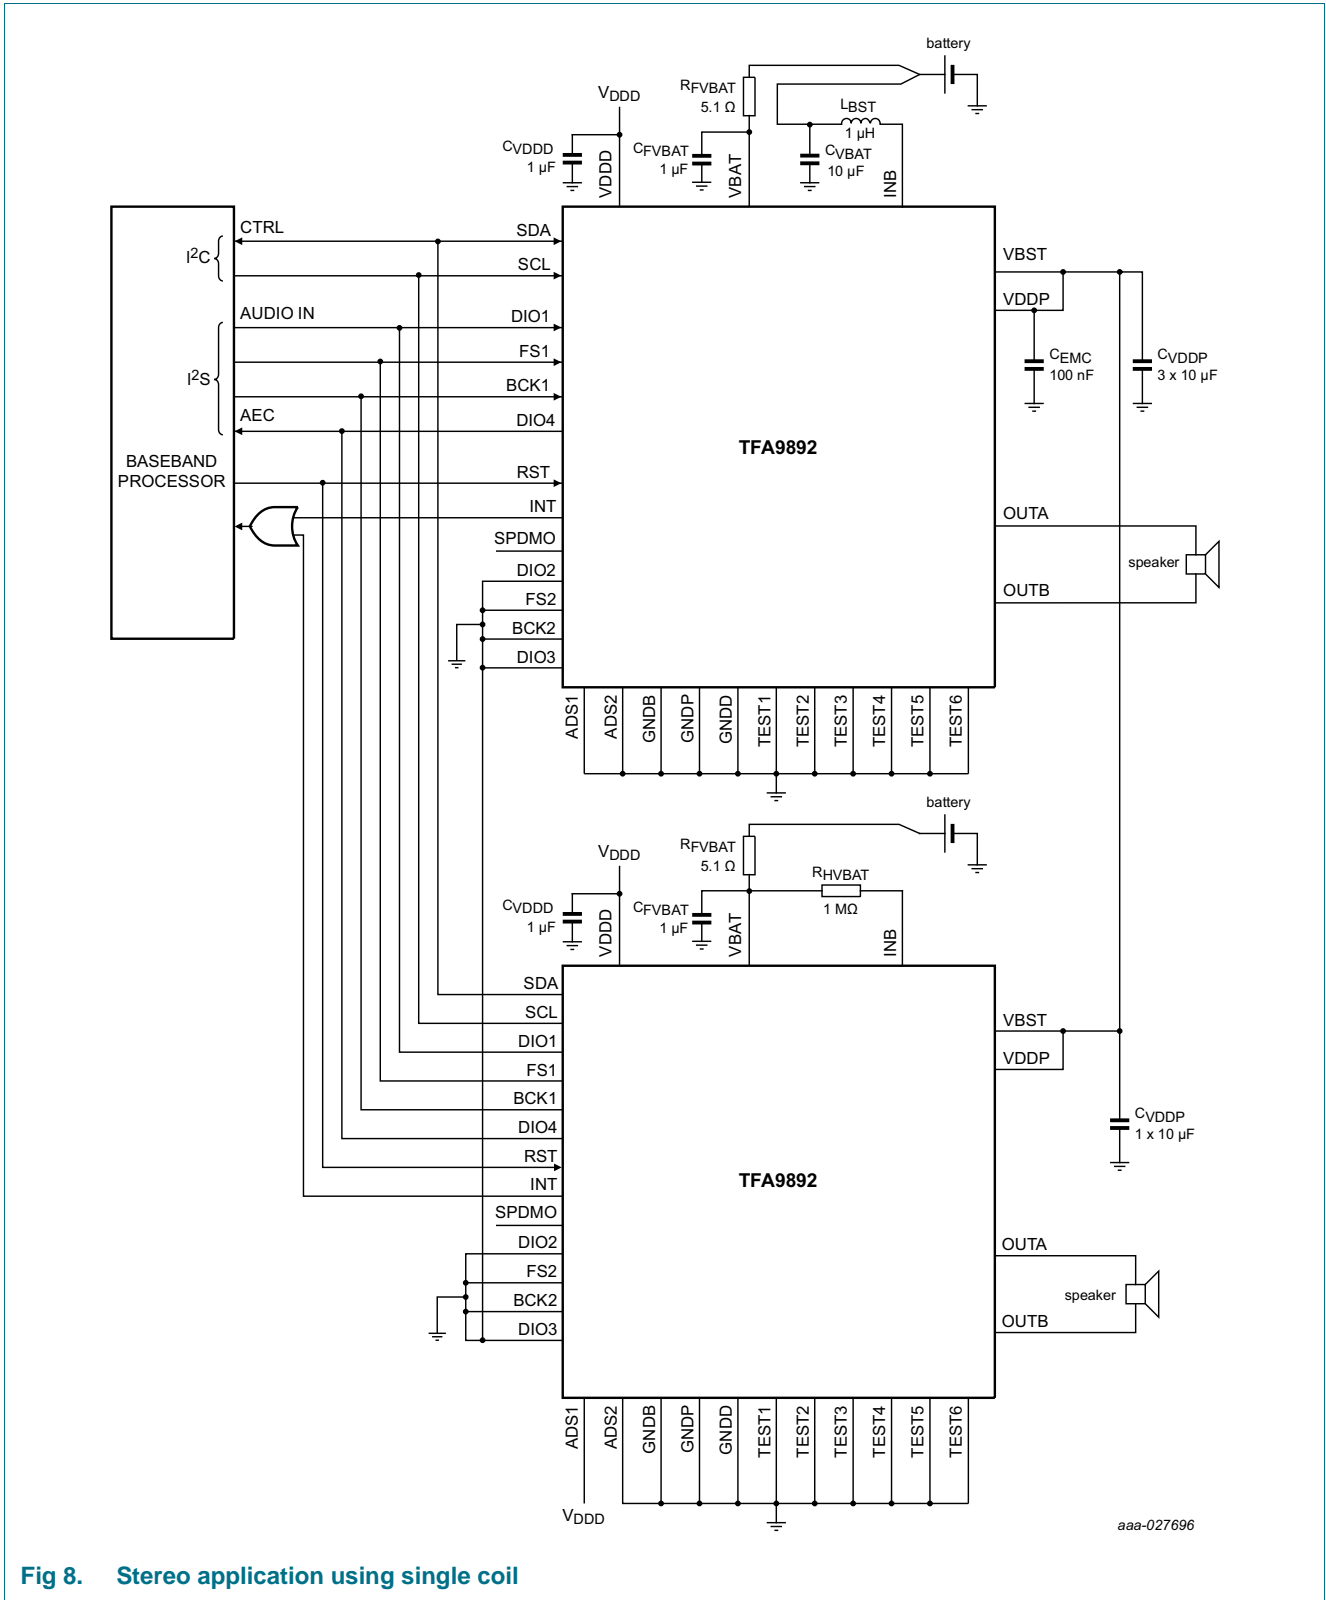 battery
RFVBAT
5.1 Ω
VDDD
LBST
1 µH
CVDDD
1 µF
VDDD
CFVBAT
1 µF
VBAT
CVBAT
10 µF
INB
CTRL
SDA
I2C
SCL
VBST
AUDIO IN
DIO1
VDDP
FS1
I2S
BCK1
CEMC
100 nF
CVDDP
3 x 10 µF
AEC
DIO4
TFA9892
BASEBAND
PROCESSOR
RST
INT
OUTA
SPDMO
speaker
DIO2
FS2
OUTB
BCK2
DIO3
ADS1
ADS2
GNDB
GNDP
GNDD
TEST1
TEST2
TEST3
TEST4
TEST5
TEST6
battery
RFVBAT
5.1 Ω
VDDD
RHVBAT
1 MΩ
CVDDD
1 µF
VDDD
CFVBAT
1 µF
VBAT
INB
SDA
SCL
VBST
DIO1
VDDP
FS1
BCK1
CVDDP
1 x 10 µF
DIO4
RST
TFA9892
INT
SPDMO
DIO2
OUTA
FS2
speaker
BCK2
DIO3
OUTB
ADS1
ADS2
GNDB
GNDP
GNDD
TEST1
TEST2
TEST3
TEST4
TEST5
TEST6
VDDD
aaa-027696
Fig 8. Stereo application using single coil